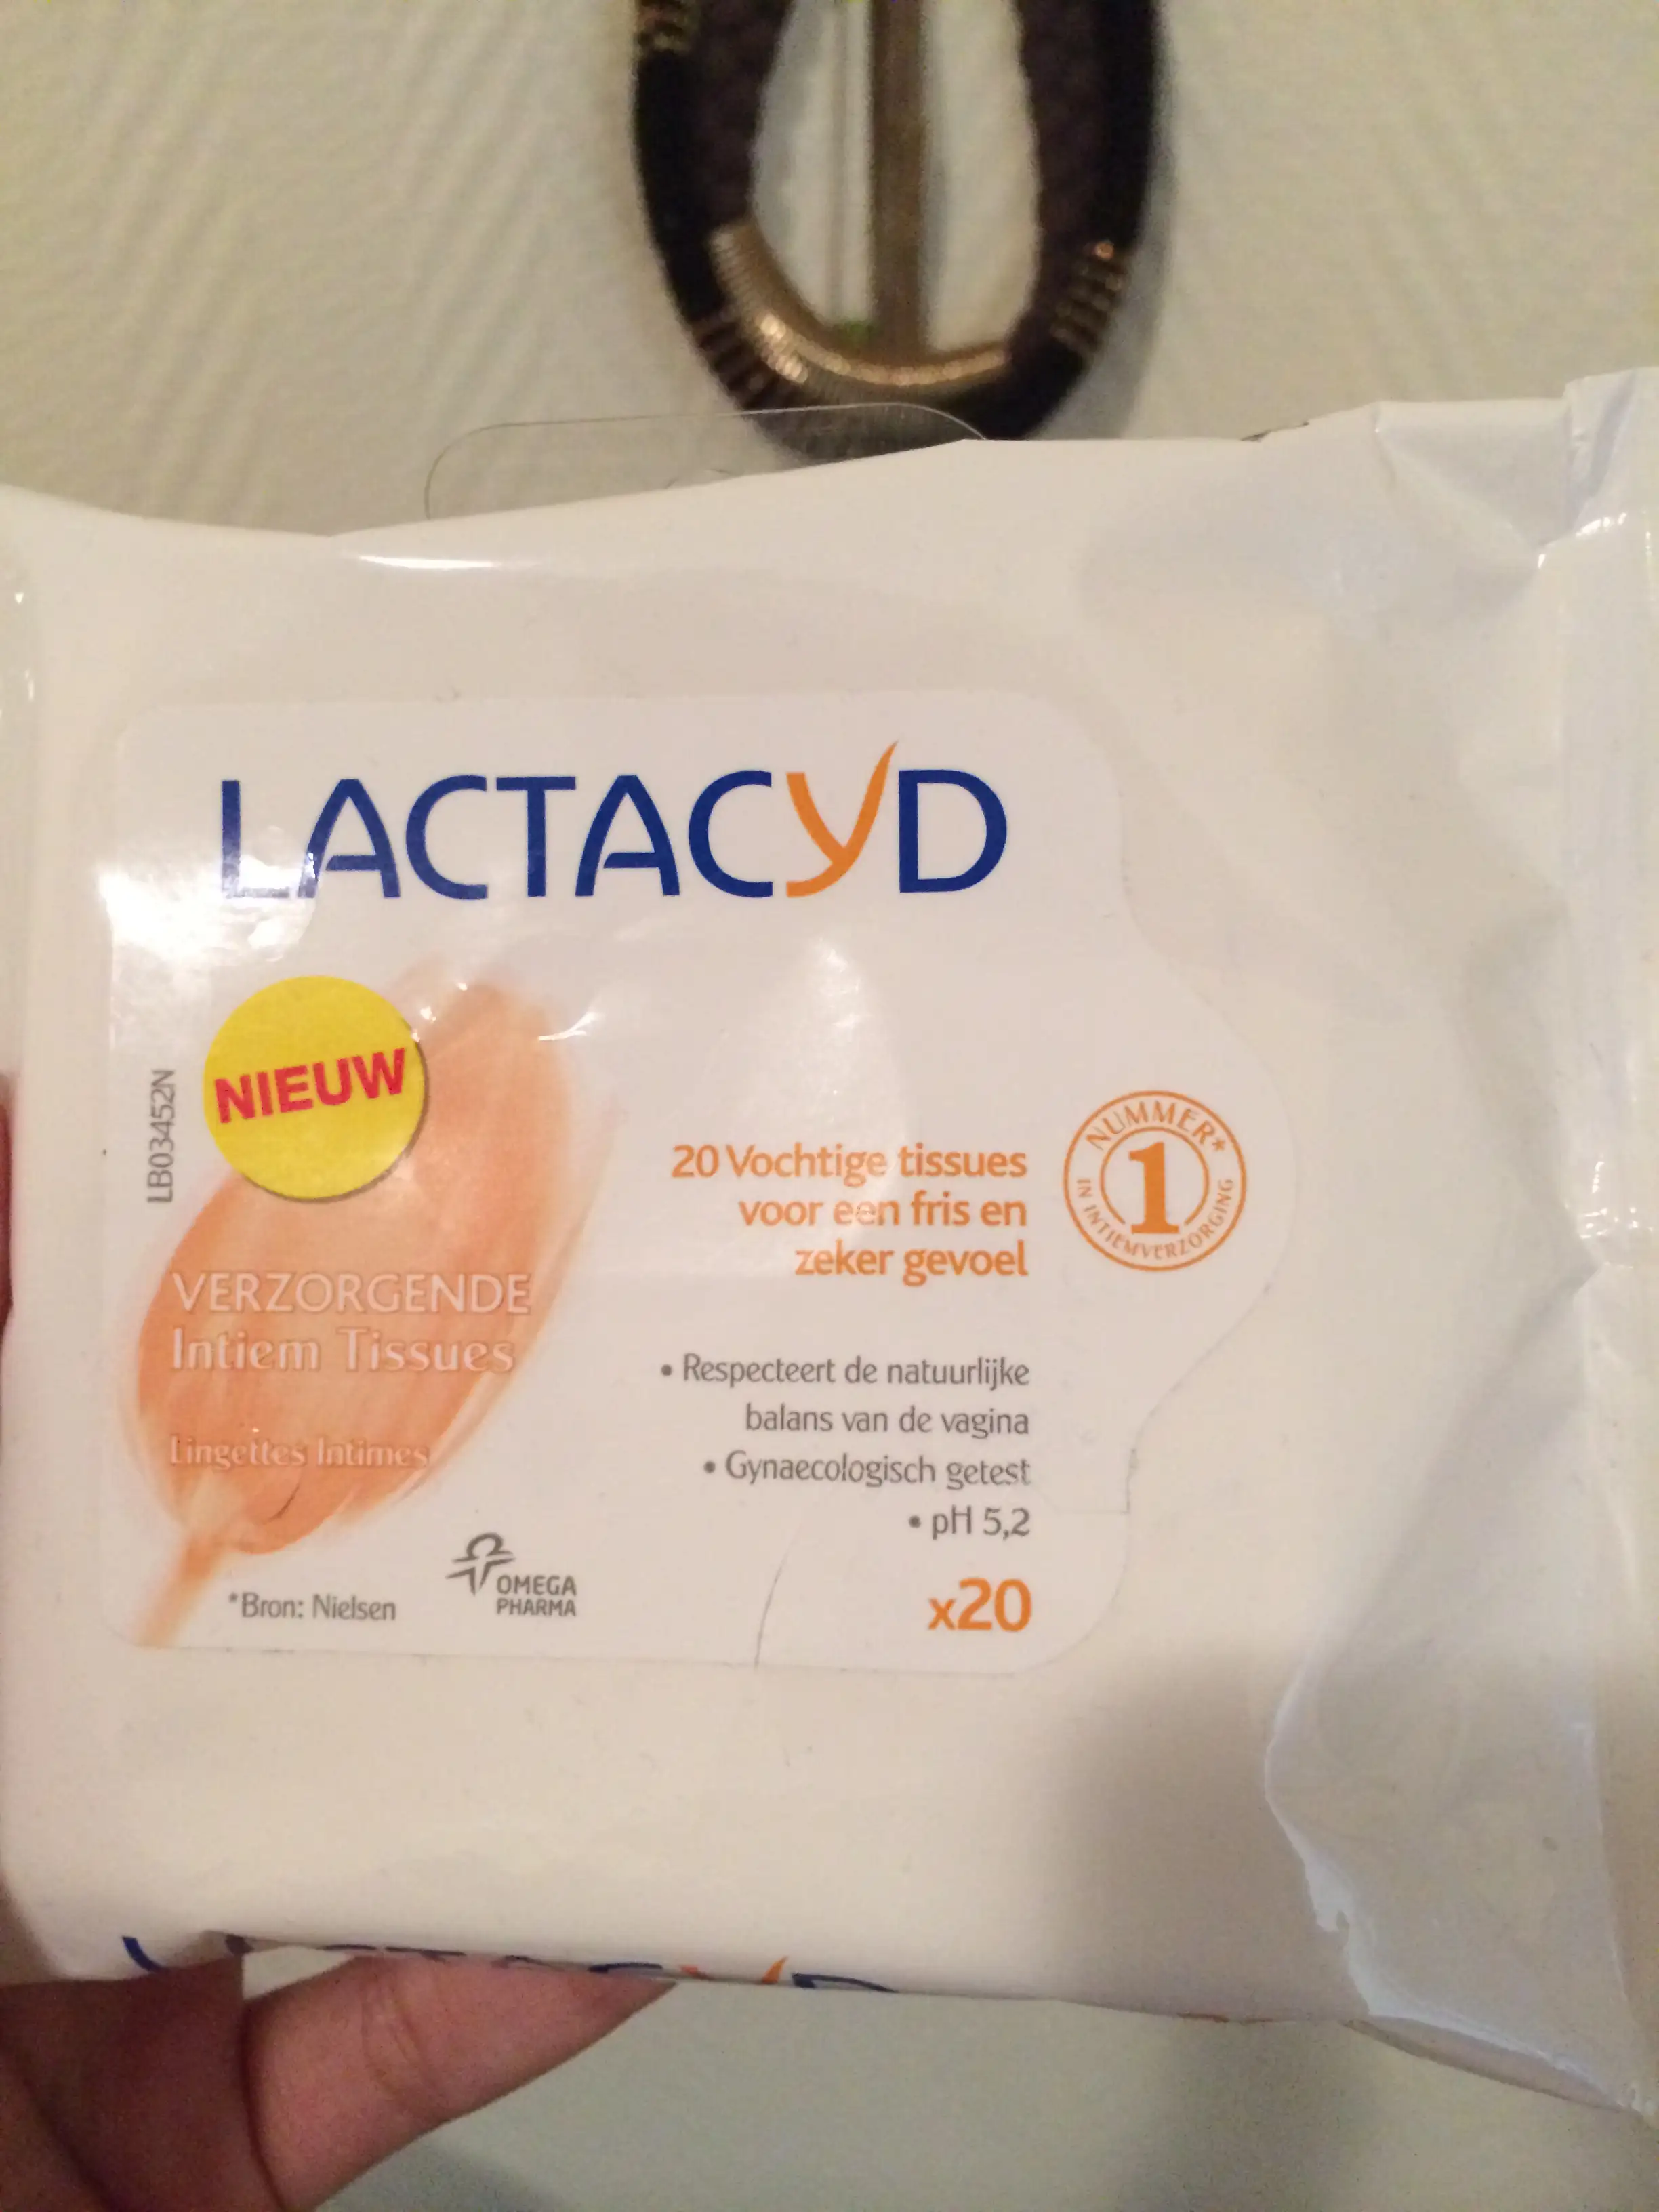 LACTACYD
NIEUW
LB03452N
20 Vochtige tissues
voor een fris en
zeker gevoel
NUMMER*
1
IN INTIEMVERZORGING
VERZORGENDE
Intiem Tissues
Lingettes Intimes
• Respecteert de natuurlijke
balans van de vagina
• Gynaecologisch getest
• pH 5,2
x20
*Bron: Nielsen
OMEGA
PHARMA